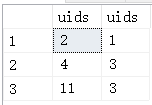 uids uids
1 2 1
2 4 3
3 11 3